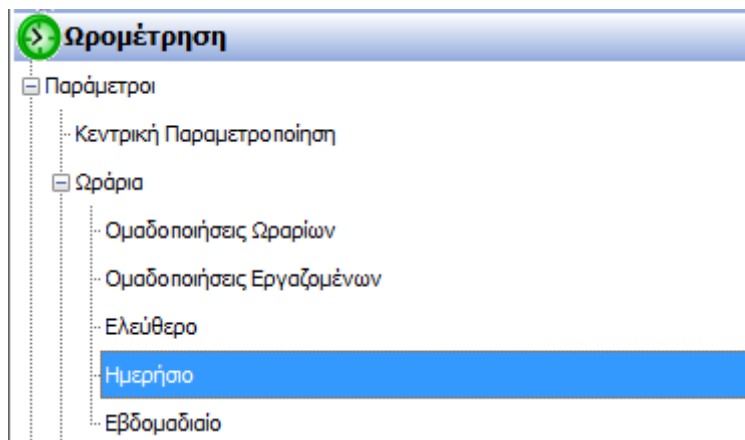 Ωρομέτρηση
Παράμετροι
Κεντρική Παραμετροποίηση
Ωράρια
Ομαδοποιήσεις Ωραρίων
Ομαδοποιήσεις Εργαζομένων
Ελεύθερο
Ημερήσιο
Εβδομαδιαίο